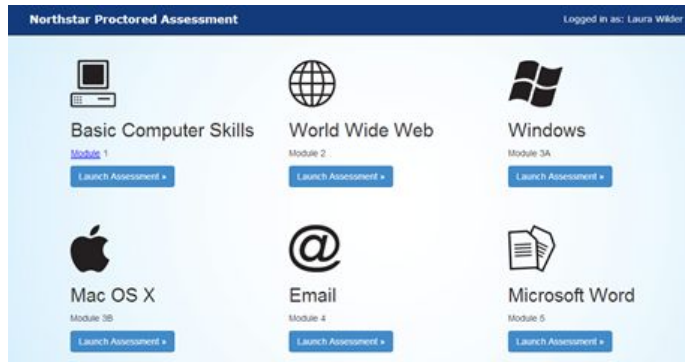 Northstar Proctored Assessment Logged in as: Laura Wilder
Basic Computer Skills World Wide Web Windows
Module 1 Module 2 Module 3A
Launch Assessment » Launch Assessment » Launch Assessment »
@
Mac OS X Email Microsoft Word
Module 3B Module 4 Module 5
Launch Assessment » Launch Assessment » Launch Assessment »